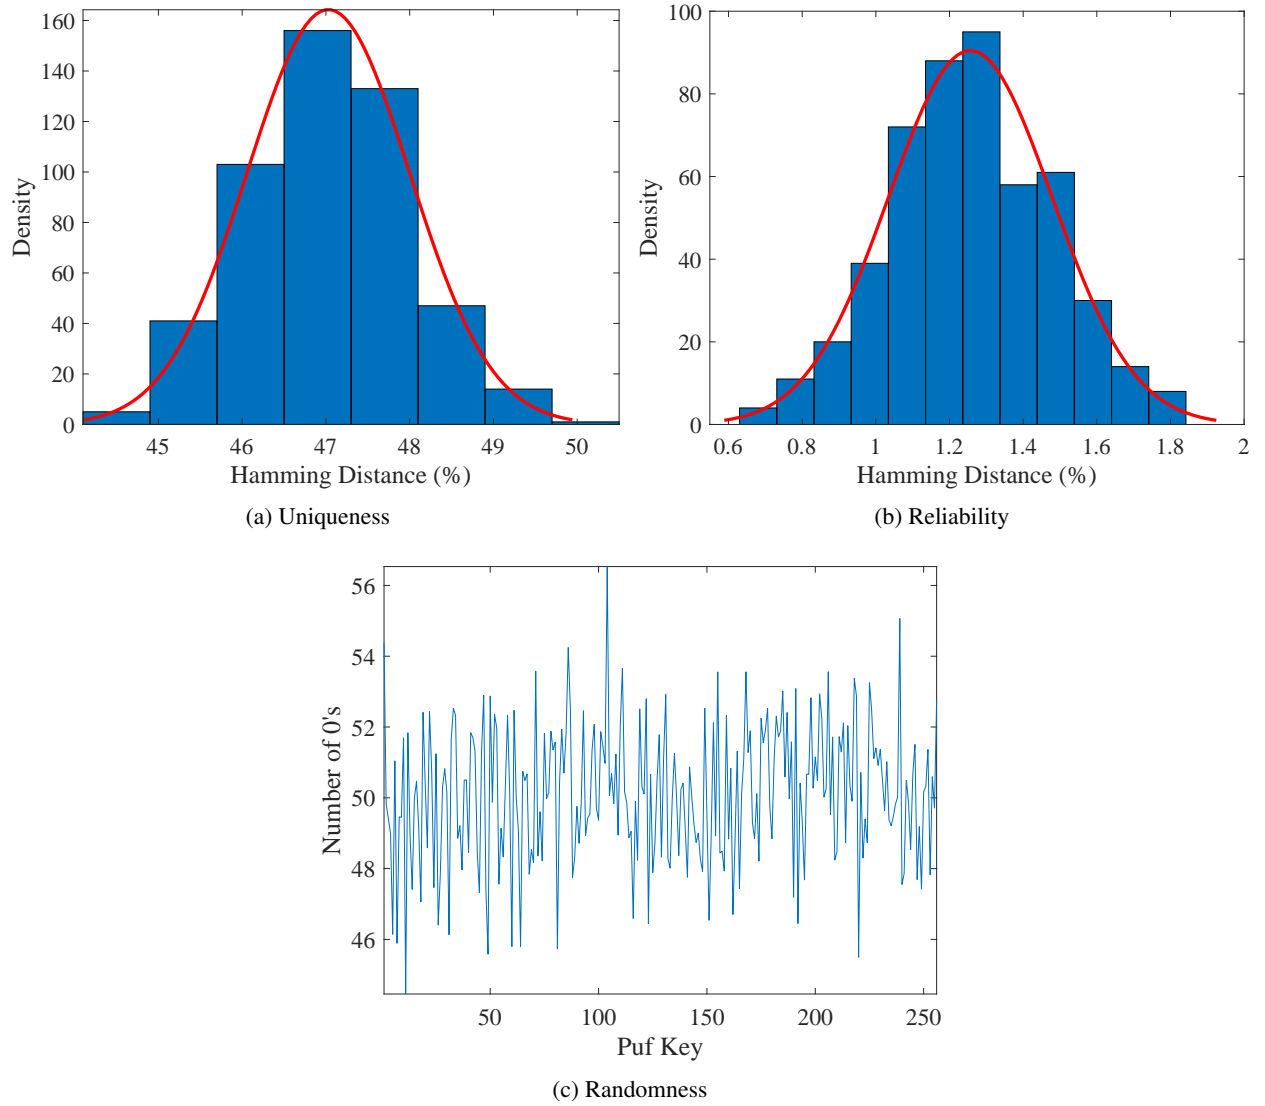 160
140
120
100
80
60
40
20
0
Density
45 46 47 48 49 50
Hamming Distance (%)
(a) Uniqueness
100
80
60
40
20
0
Density
0.6 0.8 1 1.2 1.4 1.6 1.8 2
Hamming Distance (%)
(b) Reliability
56
54
52
50
48
46
Number of 0's
50 100 150 200 250
Puf Key
(c) Randomness